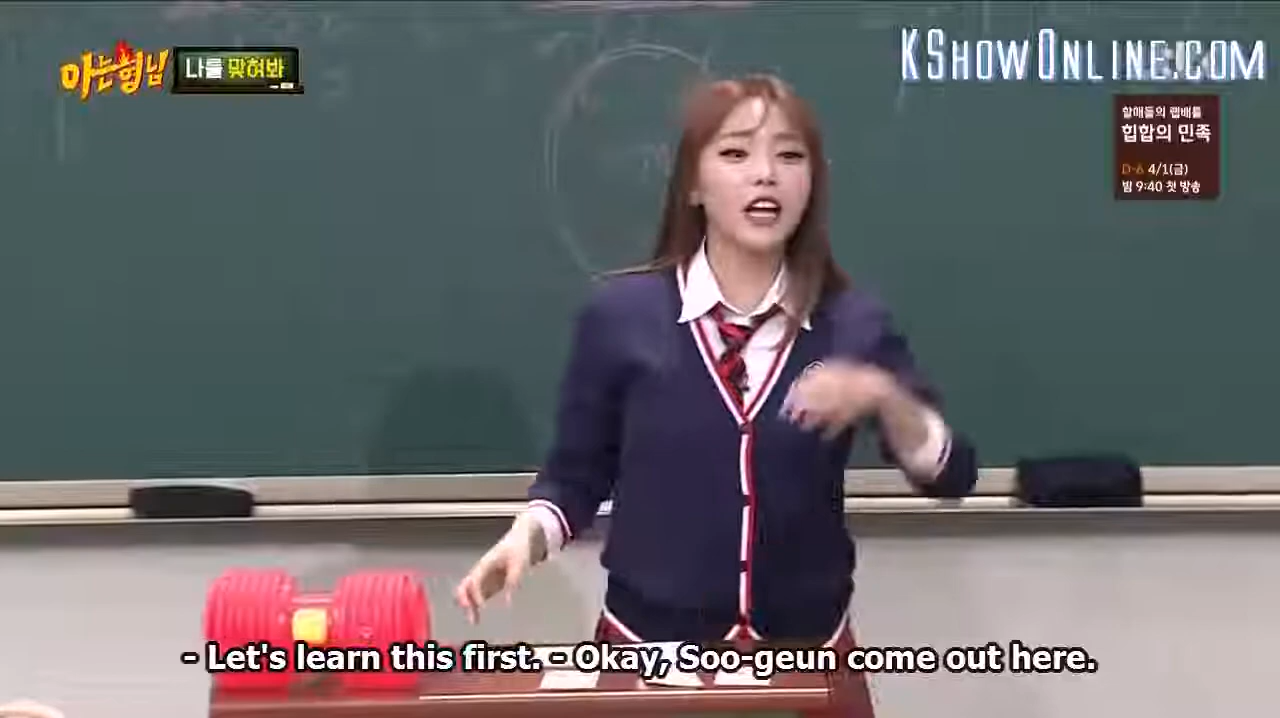 아는형님
나를 맞혀봐
KSHOWONLINE.COM
할매들의 랩배틀
힙합의 민족
D-6 4/1(금)
밤 9:40 첫 방송
- Let's learn this first. - Okay, Soo-geun come out here.